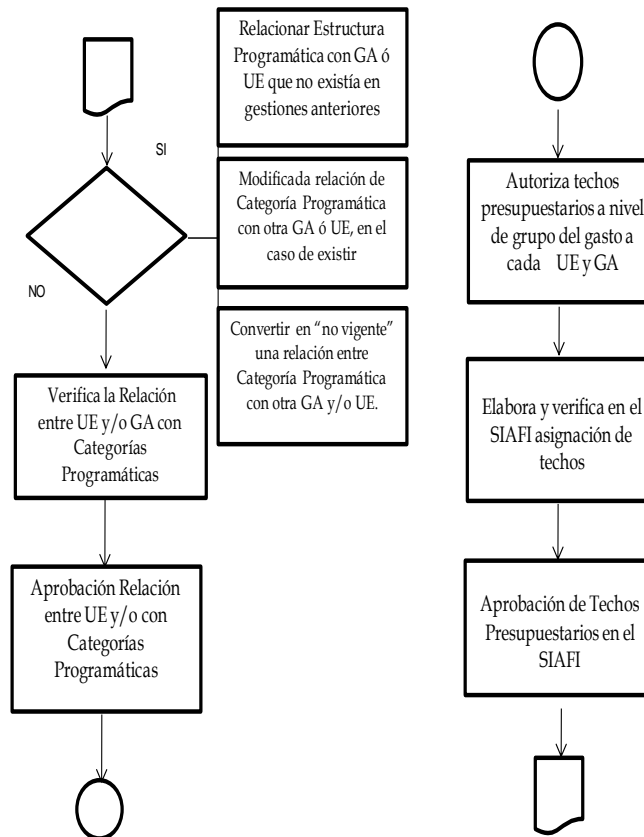 Relacionar Estructura
Programática con GA ó
UE que no existía en
gestiones anteriores
SI
Modificada relación de
Categoría Programática
con otra GA ó UE, en el
caso de existir
NO
Convertir en “no vigente”
una relación entre
Categoría Programática
con otra GA y/o UE.
Verifica la Relación
entre UE y/o GA con
Categorías
Programáticas
Aprobación Relación
entre UE y/o con
Categorías
Programáticas
Autoriza techos
presupuestarios a nivel
de grupo del gasto a
cada UE y GA
Elabora y verifica en el
SIAFI asignación de
techos
Aprobación de Techos
Presupuestarios en el
SIAFI